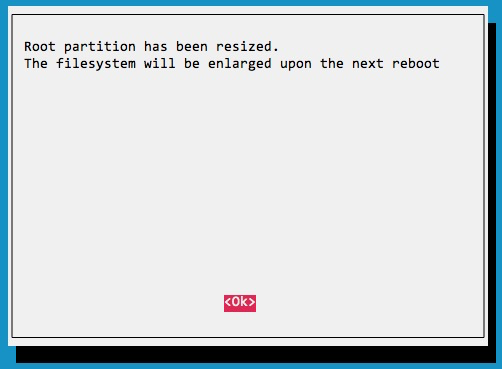 Root partition has been resized.
The filesystem will be enlarged upon the next reboot
<Ok>